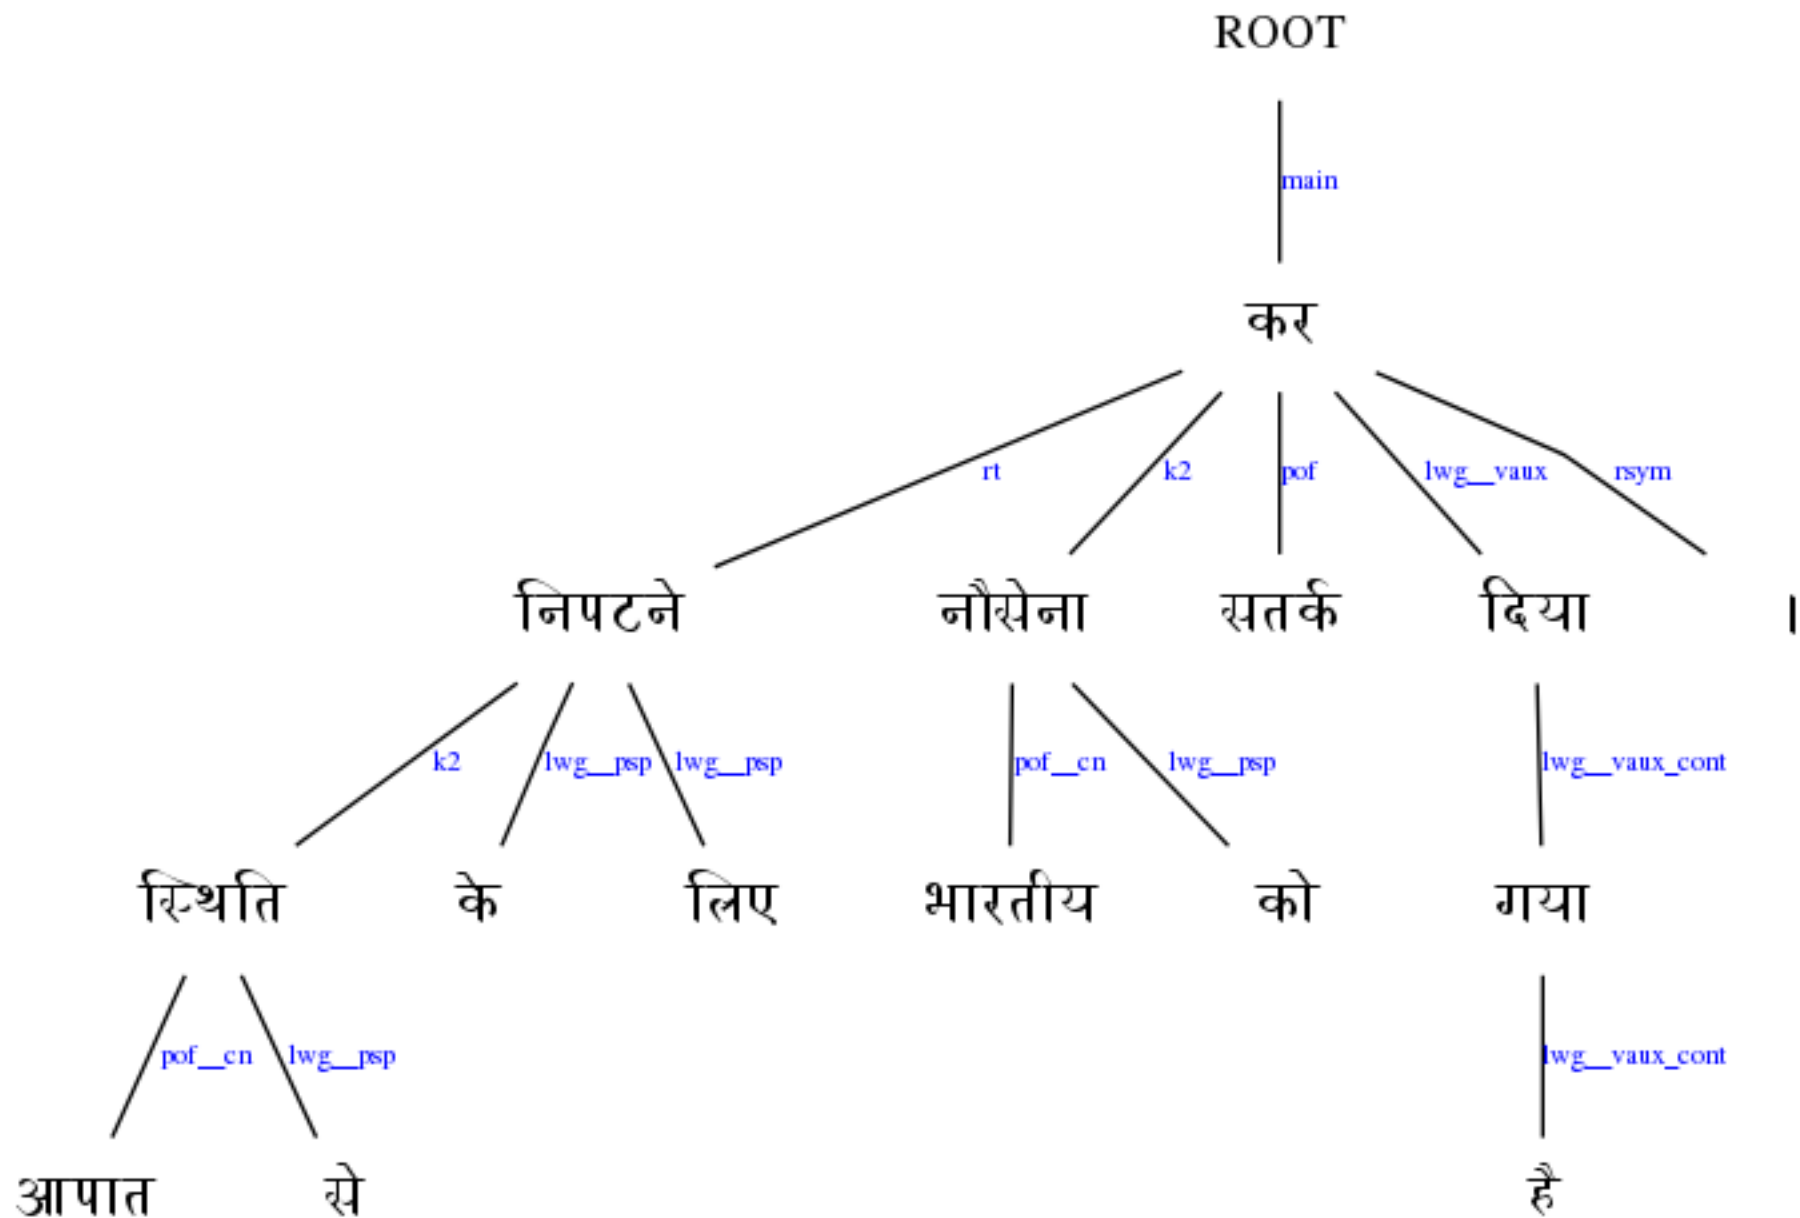 ROOT
main
कर
rt k2 pof lwg__vaux rsym
निपटने नौसेना सतर्क दिया ।
k2 lwg__psp lwg__psp pof__cn lwg__psp lwg__vaux_cont
स्थिति के लिए भारतीय को गया
pof__cn lwg__psp lwg__vaux_cont
आपात से है